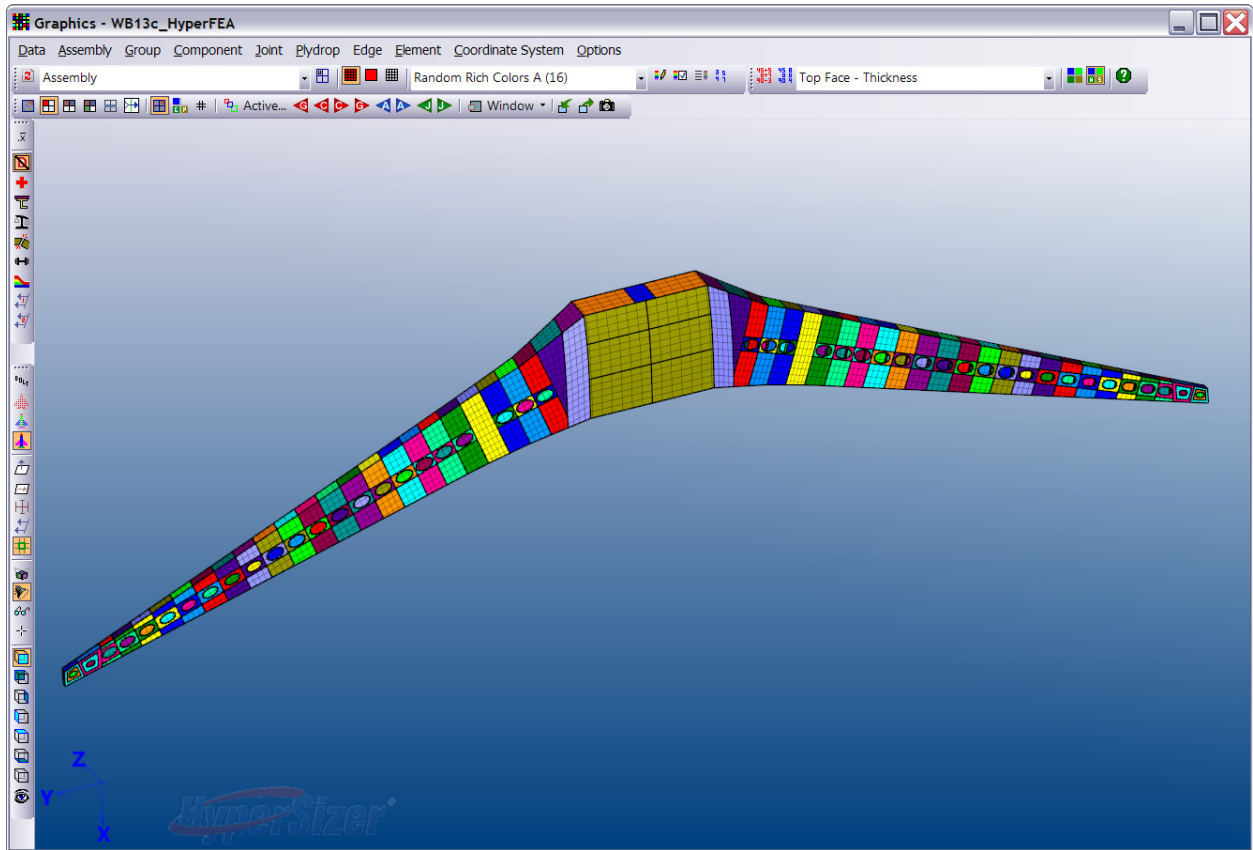 Graphics - WB13c_HyperFEA
Data Assembly Group Component Joint Plydrop Edge Element Coordinate System Options
Assembly Random Rich Colors A (16) Top Face - Thickness
Active... G C C G A A J J Window
Z
Y
X
HyperSizer